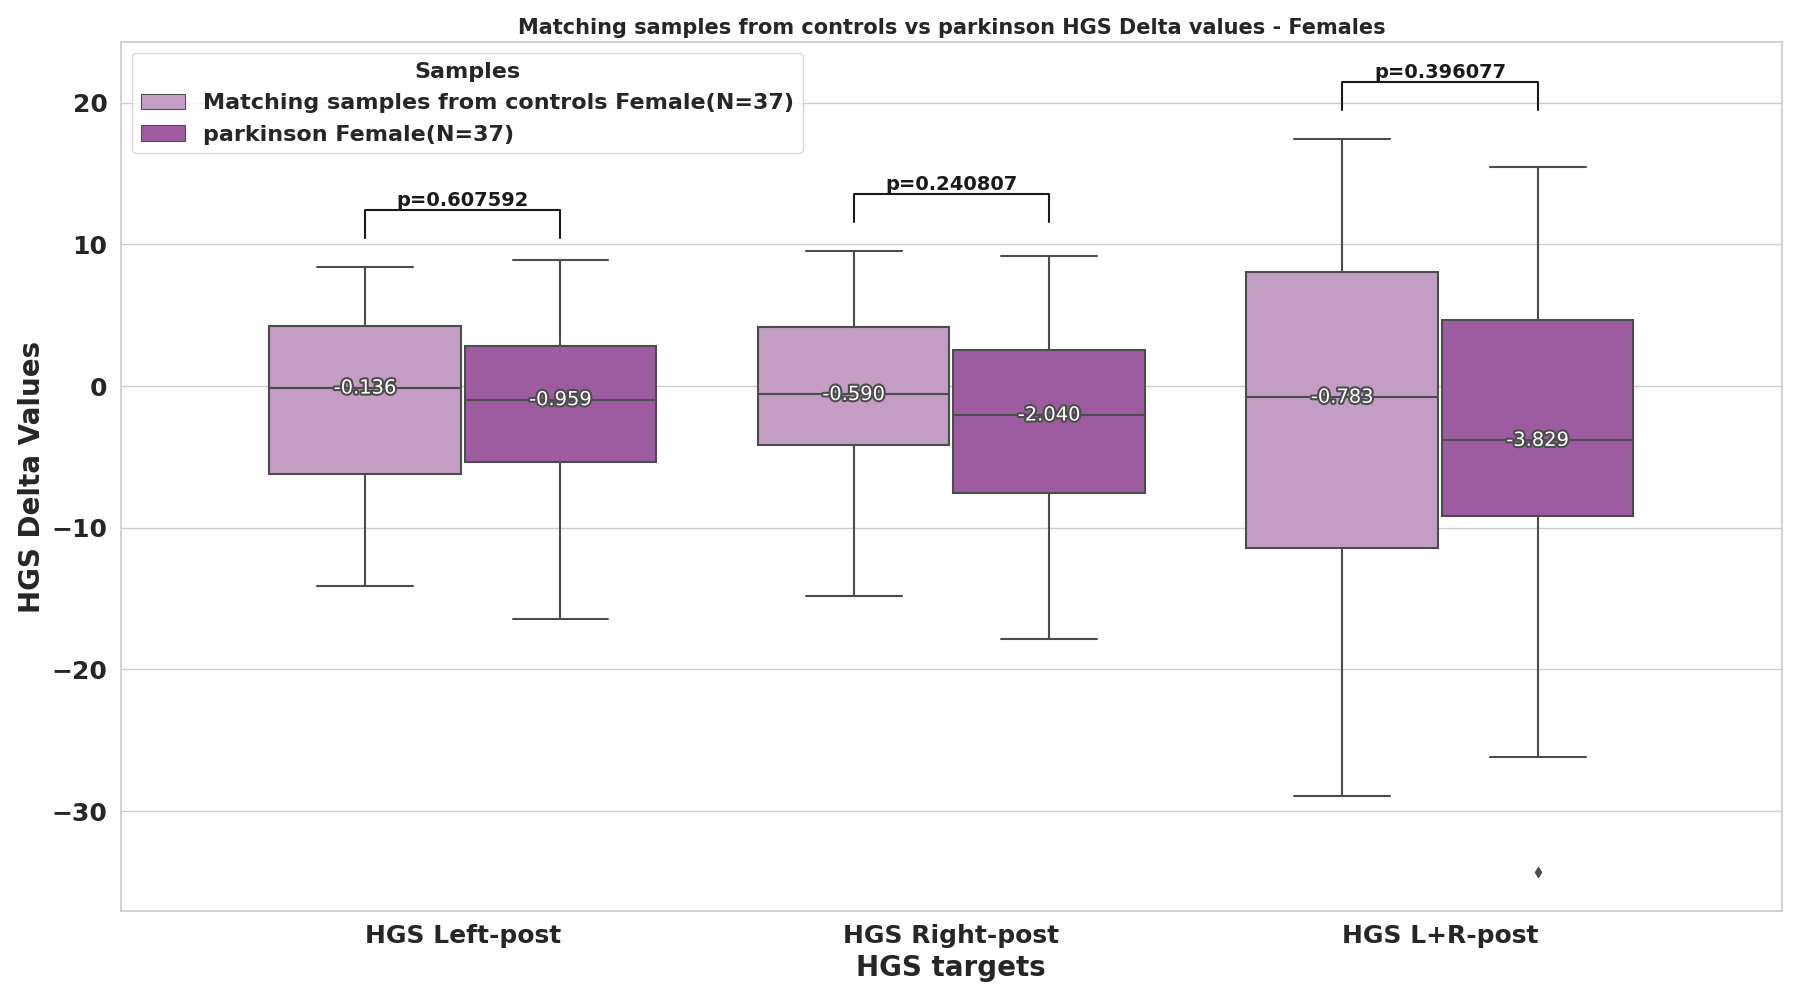 Matching samples from controls vs parkinson HGS Delta values - Females
Samples
Matching samples from controls Female(N=37)
parkinson Female(N=37)
p=0.396077
p=0.240807
p=0.607592
20
10
0
−10
−20
−30
HGS Delta Values
-0.136
-0.959
-0.590
-2.040
-0.783
-3.829
HGS Left-post
HGS Right-post
HGS L+R-post
HGS targets